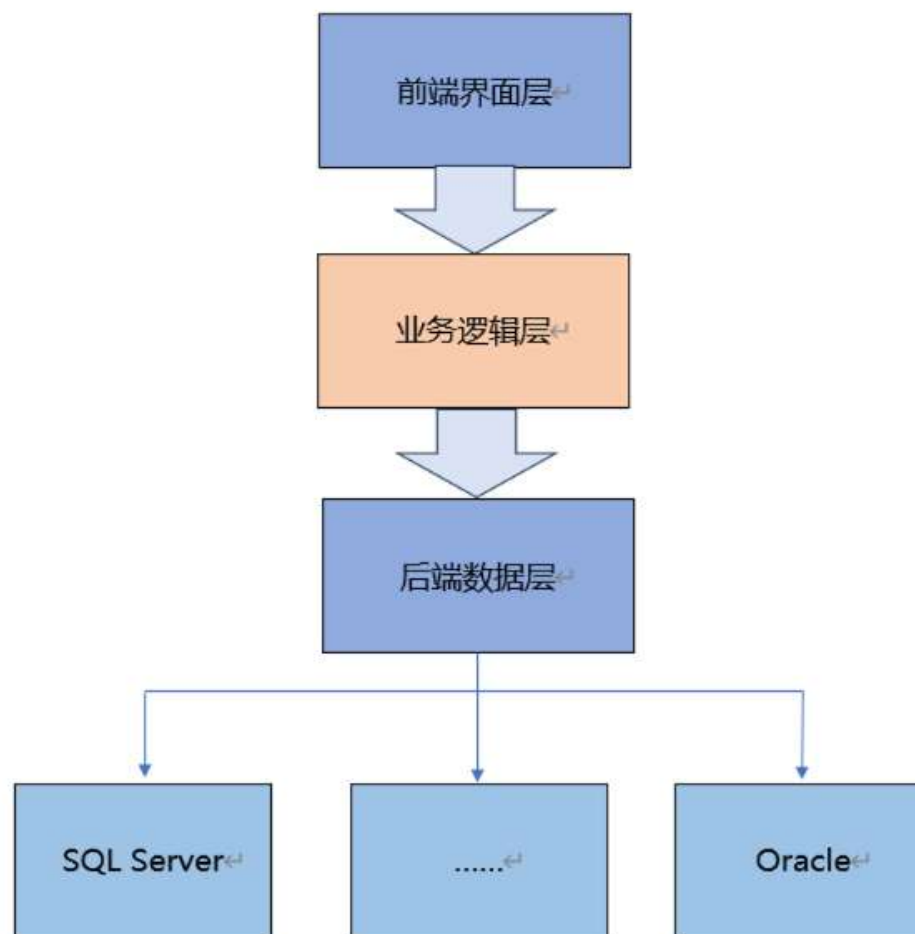 前端界面层
业务逻辑层
后端数据层
SQL Server
......
Oracle